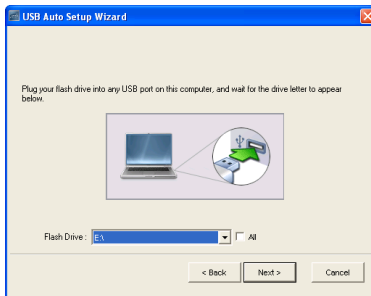 USB Auto Setup Wizard
Plug your flash drive into any USB port on this computer, and wait for the drive letter to appear
below.
Flash Drive : E:\ All
< Back Next > Cancel